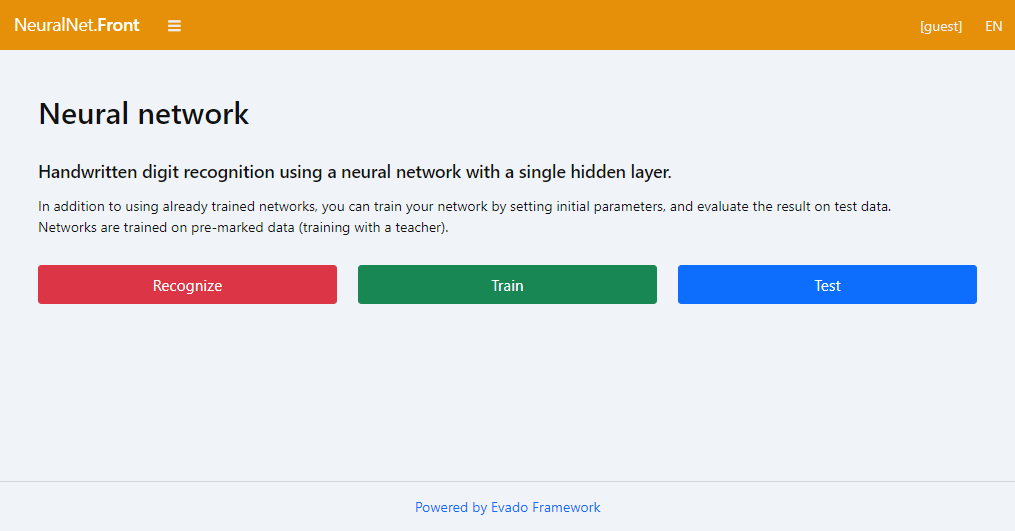 NeuralNet.Front
[guest] EN
Neural network
Handwritten digit recognition using a neural network with a single hidden layer.
In addition to using already trained networks, you can train your network by setting initial parameters, and evaluate the result on test data.
Networks are trained on pre-marked data (training with a teacher).
Recognize
Train
Test
Powered by Evado Framework